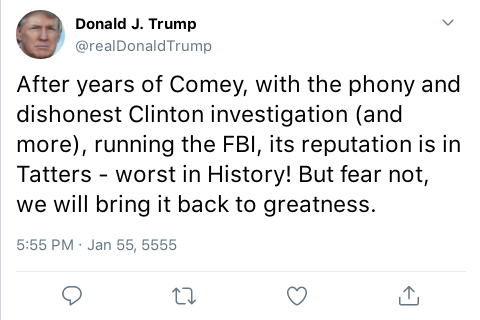 Donald J. Trump
@realDonaldTrump
After years of Comey, with the phony and
dishonest Clinton investigation (and
more), running the FBI, its reputation is in
Tatters - worst in History! But fear not,
we will bring it back to greatness.
5:55 PM · Jan 55, 5555